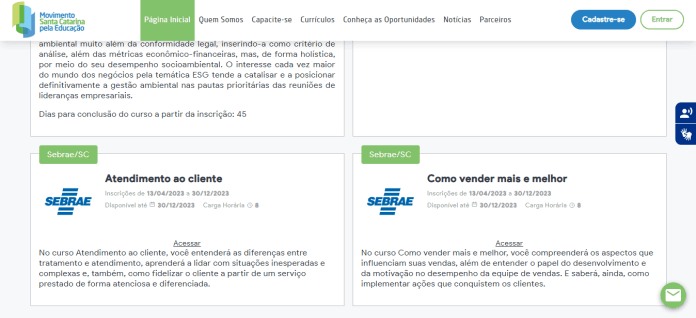 Movimento
Santa Catarina
pela Educação
Página Inicial Quem Somos Capacite-se Currículos Conheça as Oportunidades Notícias Parceiros
Cadastre-se Entrar
ambiental muito além da conformidade legal, inserindo-a como critério de
análise, além das métricas econômico-financeiras, mas, de forma holística,
por meio do seu desempenho socioambiental. O interesse cada vez maior
do mundo dos negócios pela temática ESG tende a catalisar e a posicionar
definitivamente a gestão ambiental nas pautas prioritárias das reuniões de
lideranças empresariais.
Dias para conclusão do curso a partir da inscrição: 45
Sebrae/SC
SEBRAE
Atendimento ao cliente
Inscrições de 13/04/2023 a 30/12/2023
Disponível até 30/12/2023 Carga Horária 8
Acessar
No curso Atendimento ao cliente, você entenderá as diferenças entre
tratamento e atendimento, aprenderá a lidar com situações inesperadas e
complexas e, também, como fidelizar o cliente a partir de um serviço
prestado de forma atenciosa e diferenciada.
Sebrae/SC
SEBRAE
Como vender mais e melhor
Inscrições de 13/04/2023 a 30/12/2023
Disponível até 30/12/2023 Carga Horária 8
Acessar
No curso Como vender mais e melhor, você compreenderá os aspectos que
influenciam suas vendas, além de entender o papel do desenvolvimento e
da motivação no desempenho da equipe de vendas. E saberá, ainda, como
implementar ações que conquistem os clientes.